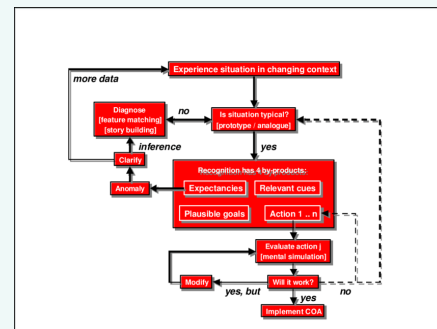 Experience situation in changing context
more data
Diagnose
[feature matching]
[story building]
no
Is situation typical?
[prototype / analogue]
inference
yes
Clarify
Recognition has 4 by-products:
Anomaly
Expectancies
Relevant cues
Plausible goals
Action 1 .. n
Evaluate action j
[mental simulation]
Modify
Will it work?
yes, but
no
yes
Implement COA